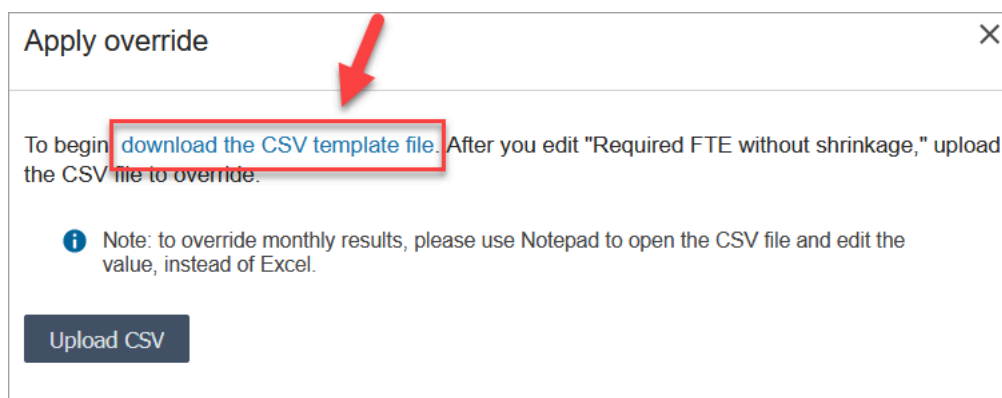 Apply override
To begin, download the CSV template file. After you edit "Required FTE without shrinkage," upload
the CSV file to override.
Note: to override monthly results, please use Notepad to open the CSV file and edit the
value, instead of Excel.
Upload CSV